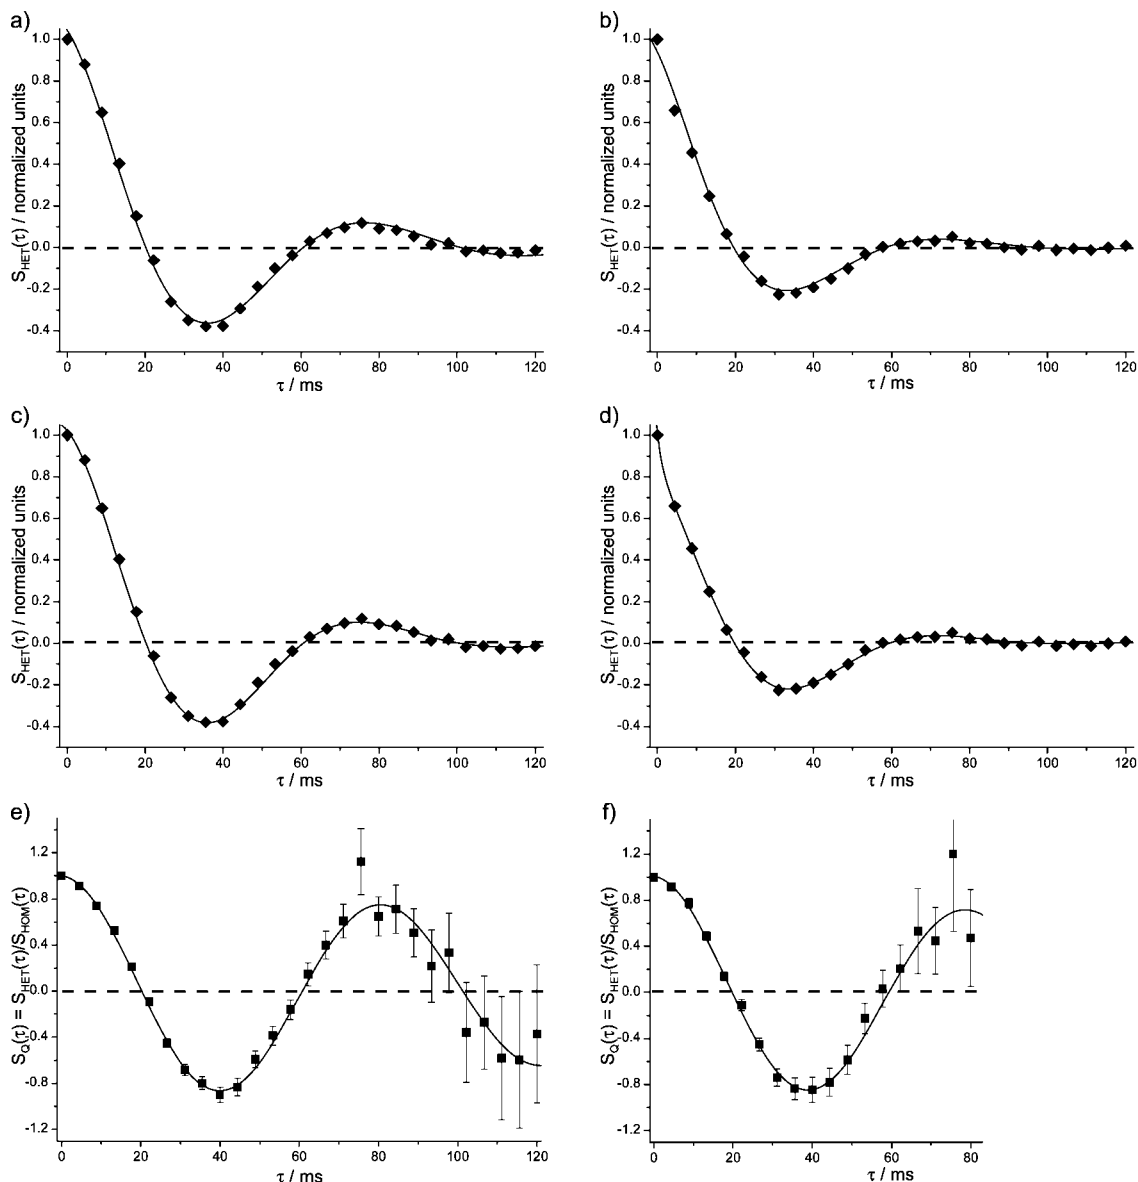 a)
1.0
0.8
0.6
0.4
0.2
0.0
-0.2
-0.4
S_HET(τ) / normalized units
0 20 40 60 80 100 120
τ / ms
b)
1.0
0.8
0.6
0.4
0.2
0.0
-0.2
-0.4
S_HET(τ) / normalized units
0 20 40 60 80 100 120
τ / ms
c)
1.0
0.8
0.6
0.4
0.2
0.0
-0.2
-0.4
S_HET(τ) / normalized units
0 20 40 60 80 100 120
τ / ms
d)
1.0
0.8
0.6
0.4
0.2
0.0
-0.2
-0.4
S_HET(τ) / normalized units
0 20 40 60 80 100 120
τ / ms
e)
1.2
0.8
0.4
0.0
-0.4
-0.8
-1.2
S_Q(τ) = S_HET(τ)/S_HOM(τ)
0 20 40 60 80 100 120
τ / ms
f)
1.2
0.8
0.4
0.0
-0.4
-0.8
-1.2
S_Q(τ) = S_HET(τ)/S_HOM(τ)
0 20 40 60 80
τ / ms